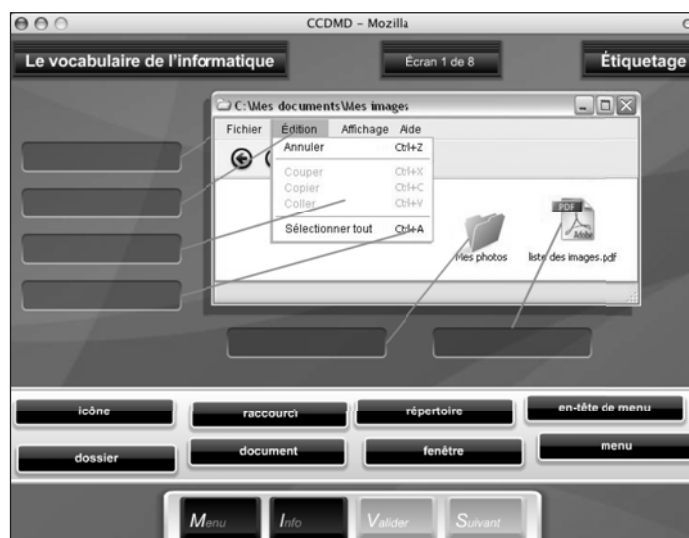 CCDMD – Mozilla
Le vocabulaire de l'informatique
Écran 1 de 8
Étiquetage
C:\Mes documents\Mes images
Fichier Édition Affichage Aide
Annuler Ctrl+Z
Couper Ctrl+X
Copier Ctrl+C
Coller Ctrl+V
Sélectionner tout Ctrl+A
PDF
Adobe
Mes photos liste des images.pdf
icône raccourci répertoire en-tête de menu
dossier document fenêtre menu
Menu Info Valider Suivant